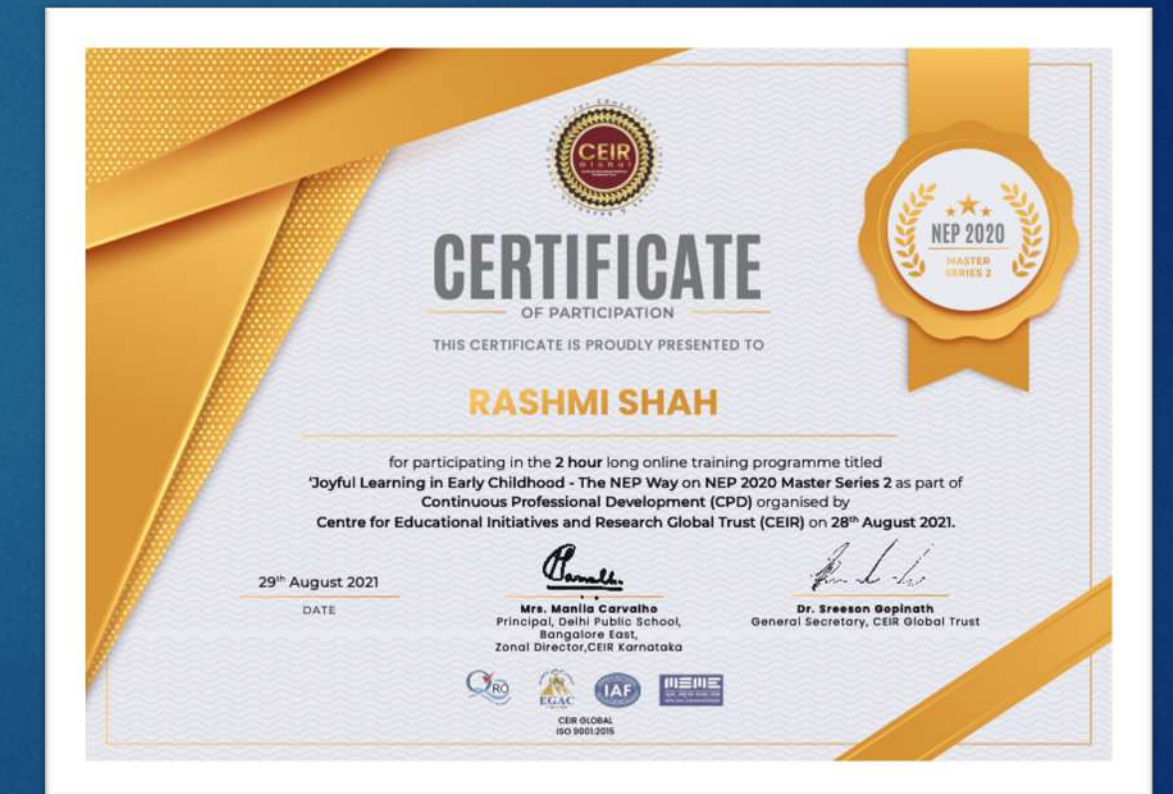 CEIR
Global
CERTIFICATE
OF PARTICIPATION
THIS CERTIFICATE IS PROUDLY PRESENTED TO
NEP 2020
MASTER
SERIES 2
RASHMI SHAH
for participating in the 2 hour long online training programme titled
'Joyful Learning in Early Childhood - The NEP Way on NEP 2020 Master Series 2 as part of
Continuous Professional Development (CPD) organised by
Centre for Educational Initiatives and Research Global Trust (CEIR) on 28th August 2021.
29th August 2021
DATE
Mrs. Manila Carvalho
Principal, Delhi Public School,
Bangalore East,
Zonal Director,CEIR Karnataka
Dr. Sreeson Gopinath
General Secretary, CEIR Global Trust
QRO
EGAC
IAF
CEIR GLOBAL
ISO 9001:2015